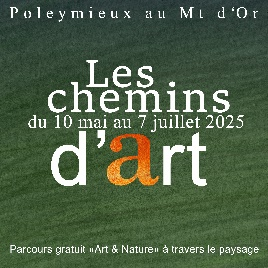 Poleymieux au Mt d'Or
Les
chemins
du 10 mai au 7 juillet 2025
d'art
Parcours gratuit «Art & Nature» à travers le paysage